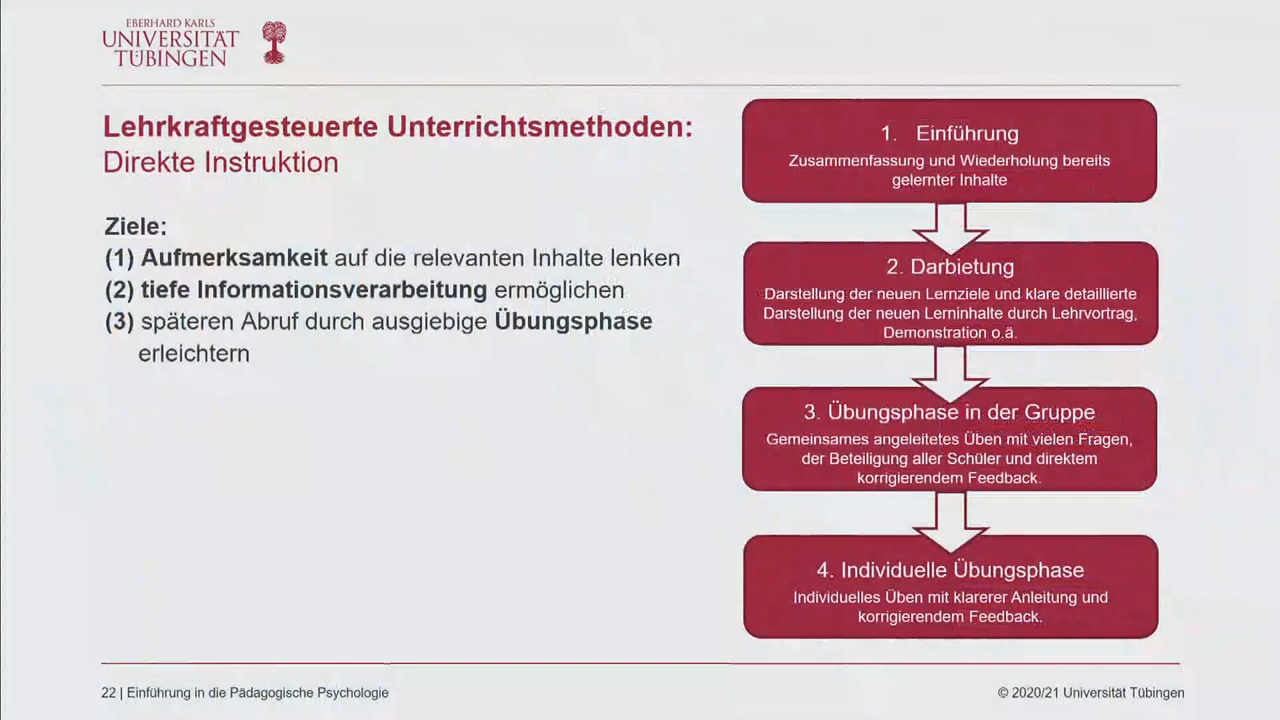 EBERHARD KARLS
UNIVERSITÄT
TÜBINGEN
Lehrkraftgesteuerte Unterrichtsmethoden:
Direkte Instruktion
Ziele:
(1) Aufmerksamkeit auf die relevanten Inhalte lenken
(2) tiefe Informationsverarbeitung ermöglichen
(3) späteren Abruf durch ausgiebige Übungsphase
erleichtern
1. Einführung
Zusammenfassung und Wiederholung bereits
gelernter Inhalte
2. Darbietung
Darstellung der neuen Lernziele und klare detaillierte
Darstellung der neuen Lerninhalte durch Lehrvortrag,
Demonstration o.ä.
3. Übungsphase in der Gruppe
Gemeinsames angeleitetes Üben mit vielen Fragen,
der Beteiligung aller Schüler und direktem
korrigierendem Feedback.
4. Individuelle Übungsphase
Individuelles Üben mit klarerer Anleitung und
korrigierendem Feedback.
22 | Einführung in die Pädagogische Psychologie
© 2020/21 Universität Tübingen